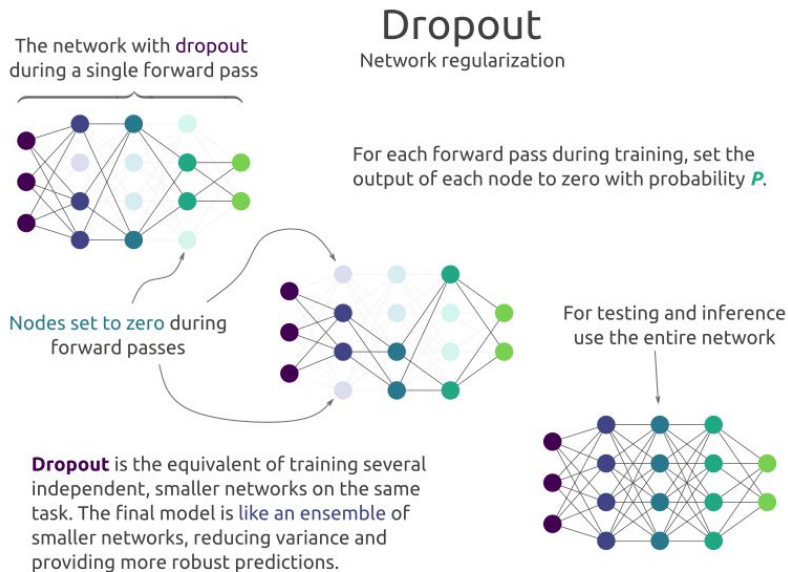 Dropout
Network regularization
The network with dropout
during a single forward pass
For each forward pass during training, set the
output of each node to zero with probability P.
Nodes set to zero during
forward passes
For testing and inference
use the entire network
Dropout is the equivalent of training several
independent, smaller networks on the same
task. The final model is like an ensemble of
smaller networks, reducing variance and
providing more robust predictions.